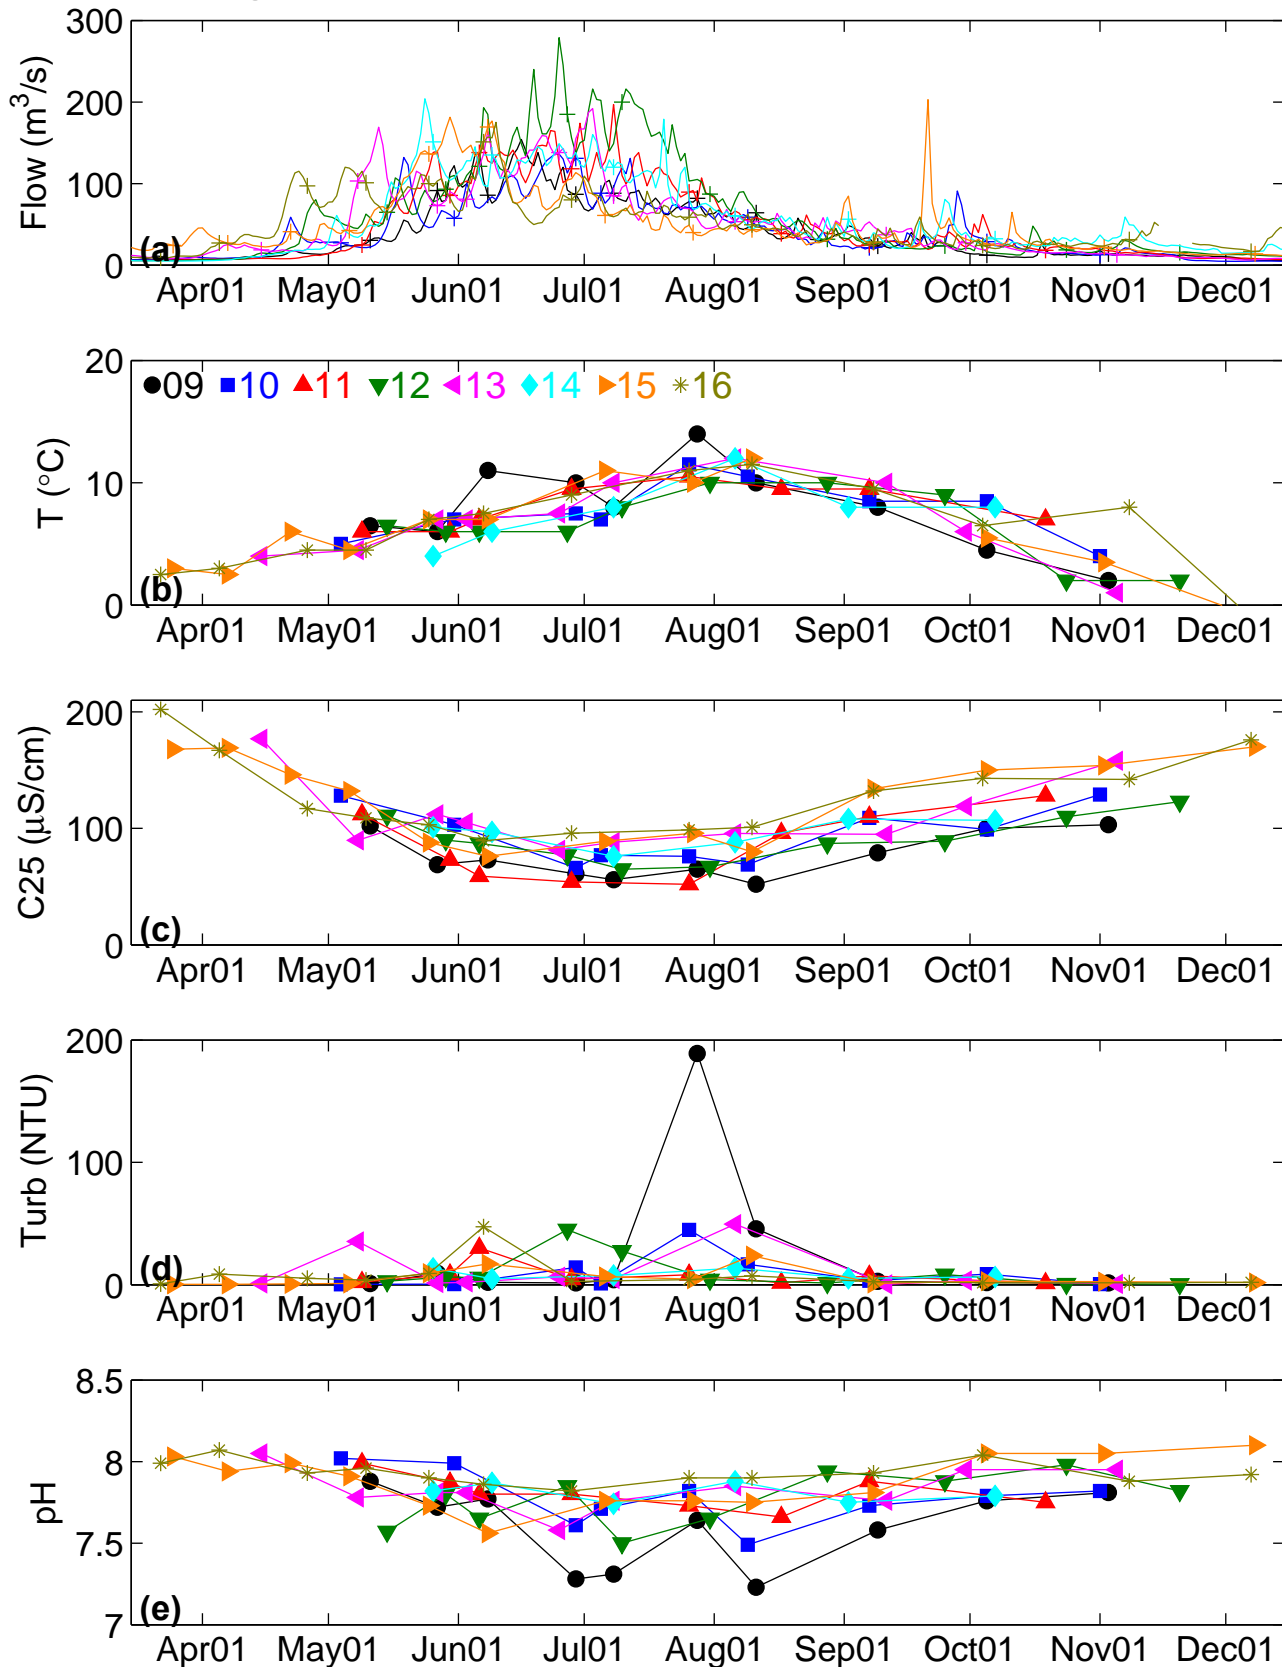 300
200
100
0
Flow (m³/s)
(a)
Apr01 May01 Jun01 Jul01 Aug01 Sep01 Oct01 Nov01 Dec01
20
10
0
T (°C)
09 10 11 12 13 14 15 16
(b)
Apr01 May01 Jun01 Jul01 Aug01 Sep01 Oct01 Nov01 Dec01
200
100
0
C25 (µS/cm)
(c)
Apr01 May01 Jun01 Jul01 Aug01 Sep01 Oct01 Nov01 Dec01
200
100
0
Turb (NTU)
(d)
Apr01 May01 Jun01 Jul01 Aug01 Sep01 Oct01 Nov01 Dec01
8.5
8
7.5
7
pH
(e)
Apr01 May01 Jun01 Jul01 Aug01 Sep01 Oct01 Nov01 Dec01